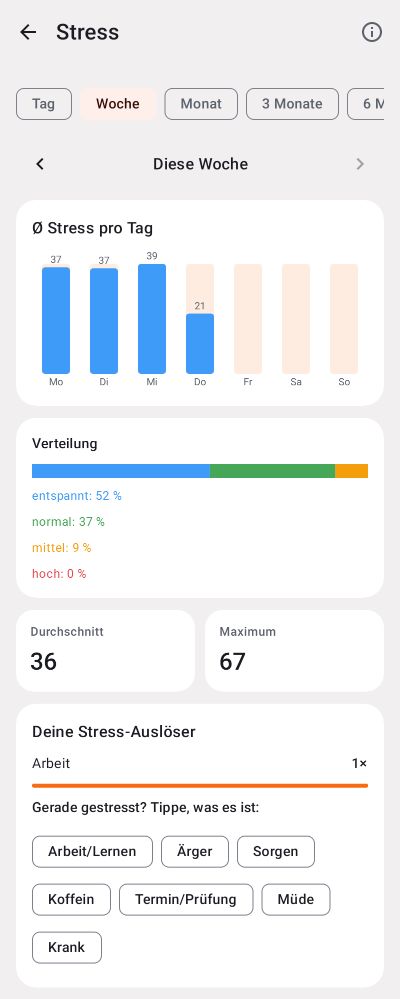 Stress
Tag Woche Monat 3 Monate 6 M
Diese Woche
Ø Stress pro Tag
37 37 39 21
Mo Di Mi Do Fr Sa So
Verteilung
entspannt: 52 %
normal: 37 %
mittel: 9 %
hoch: 0 %
Durchschnitt
36
Maximum
67
Deine Stress-Auslöser
Arbeit 1×
Gerade gestresst? Tippe, was es ist:
Arbeit/Lernen Ärger Sorgen
Koffein Termin/Prüfung Müde
Krank